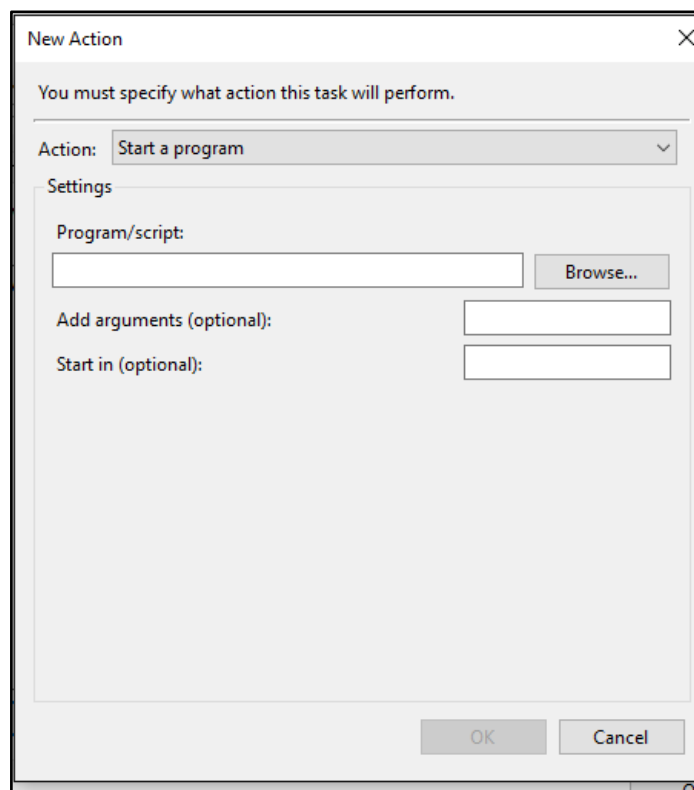 New Action
You must specify what action this task will perform.
Action: Start a program
Settings
Program/script:
Browse...
Add arguments (optional):
Start in (optional):
OK Cancel